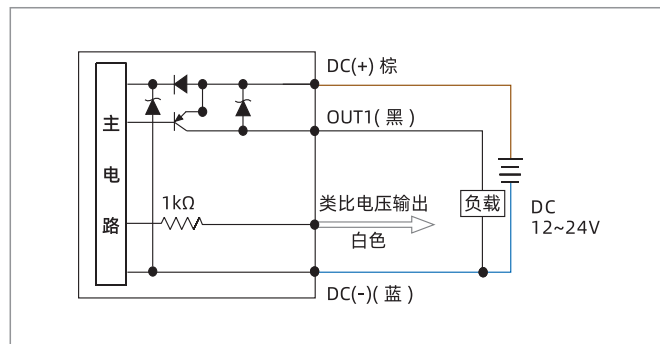 DC(+) 棕
OUT1( 黑 )
主电路
1kΩ
类比电压输出
白色
负载
DC
12~24V
DC(-)( 蓝 )